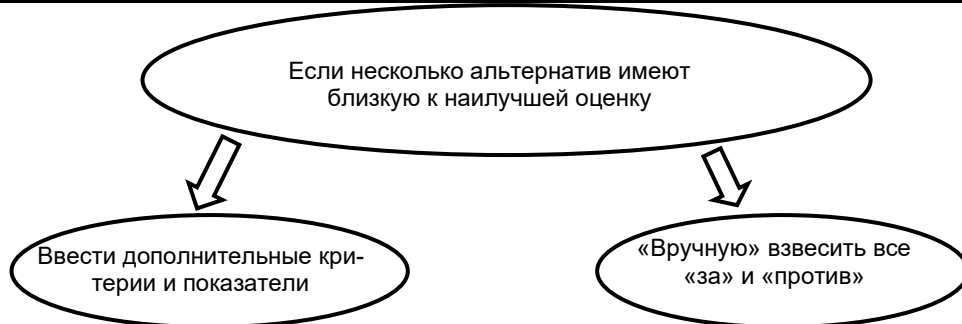 Если несколько альтернатив имеют
близкую к наилучшей оценку
Ввести дополнительные кри-
терии и показатели
«Вручную» взвесить все
«за» и «против»